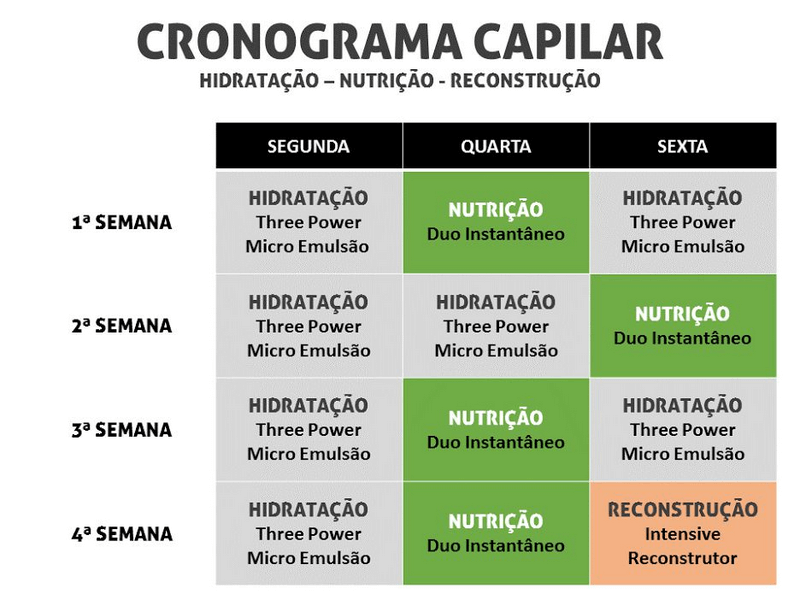 CRONOGRAMA CAPILAR
HIDRATAÇÃO – NUTRIÇÃO - RECONSTRUÇÃO
SEGUNDA QUARTA SEXTA
1ª SEMANA
HIDRATAÇÃO
Three Power
Micro Emulsão
NUTRIÇÃO
Duo Instantâneo
HIDRATAÇÃO
Three Power
Micro Emulsão
2ª SEMANA
HIDRATAÇÃO
Three Power
Micro Emulsão
HIDRATAÇÃO
Three Power
Micro Emulsão
NUTRIÇÃO
Duo Instantâneo
3ª SEMANA
HIDRATAÇÃO
Three Power
Micro Emulsão
NUTRIÇÃO
Duo Instantâneo
HIDRATAÇÃO
Three Power
Micro Emulsão
4ª SEMANA
HIDRATAÇÃO
Three Power
Micro Emulsão
NUTRIÇÃO
Duo Instantâneo
RECONSTRUÇÃO
Intensive
Reconstrutor